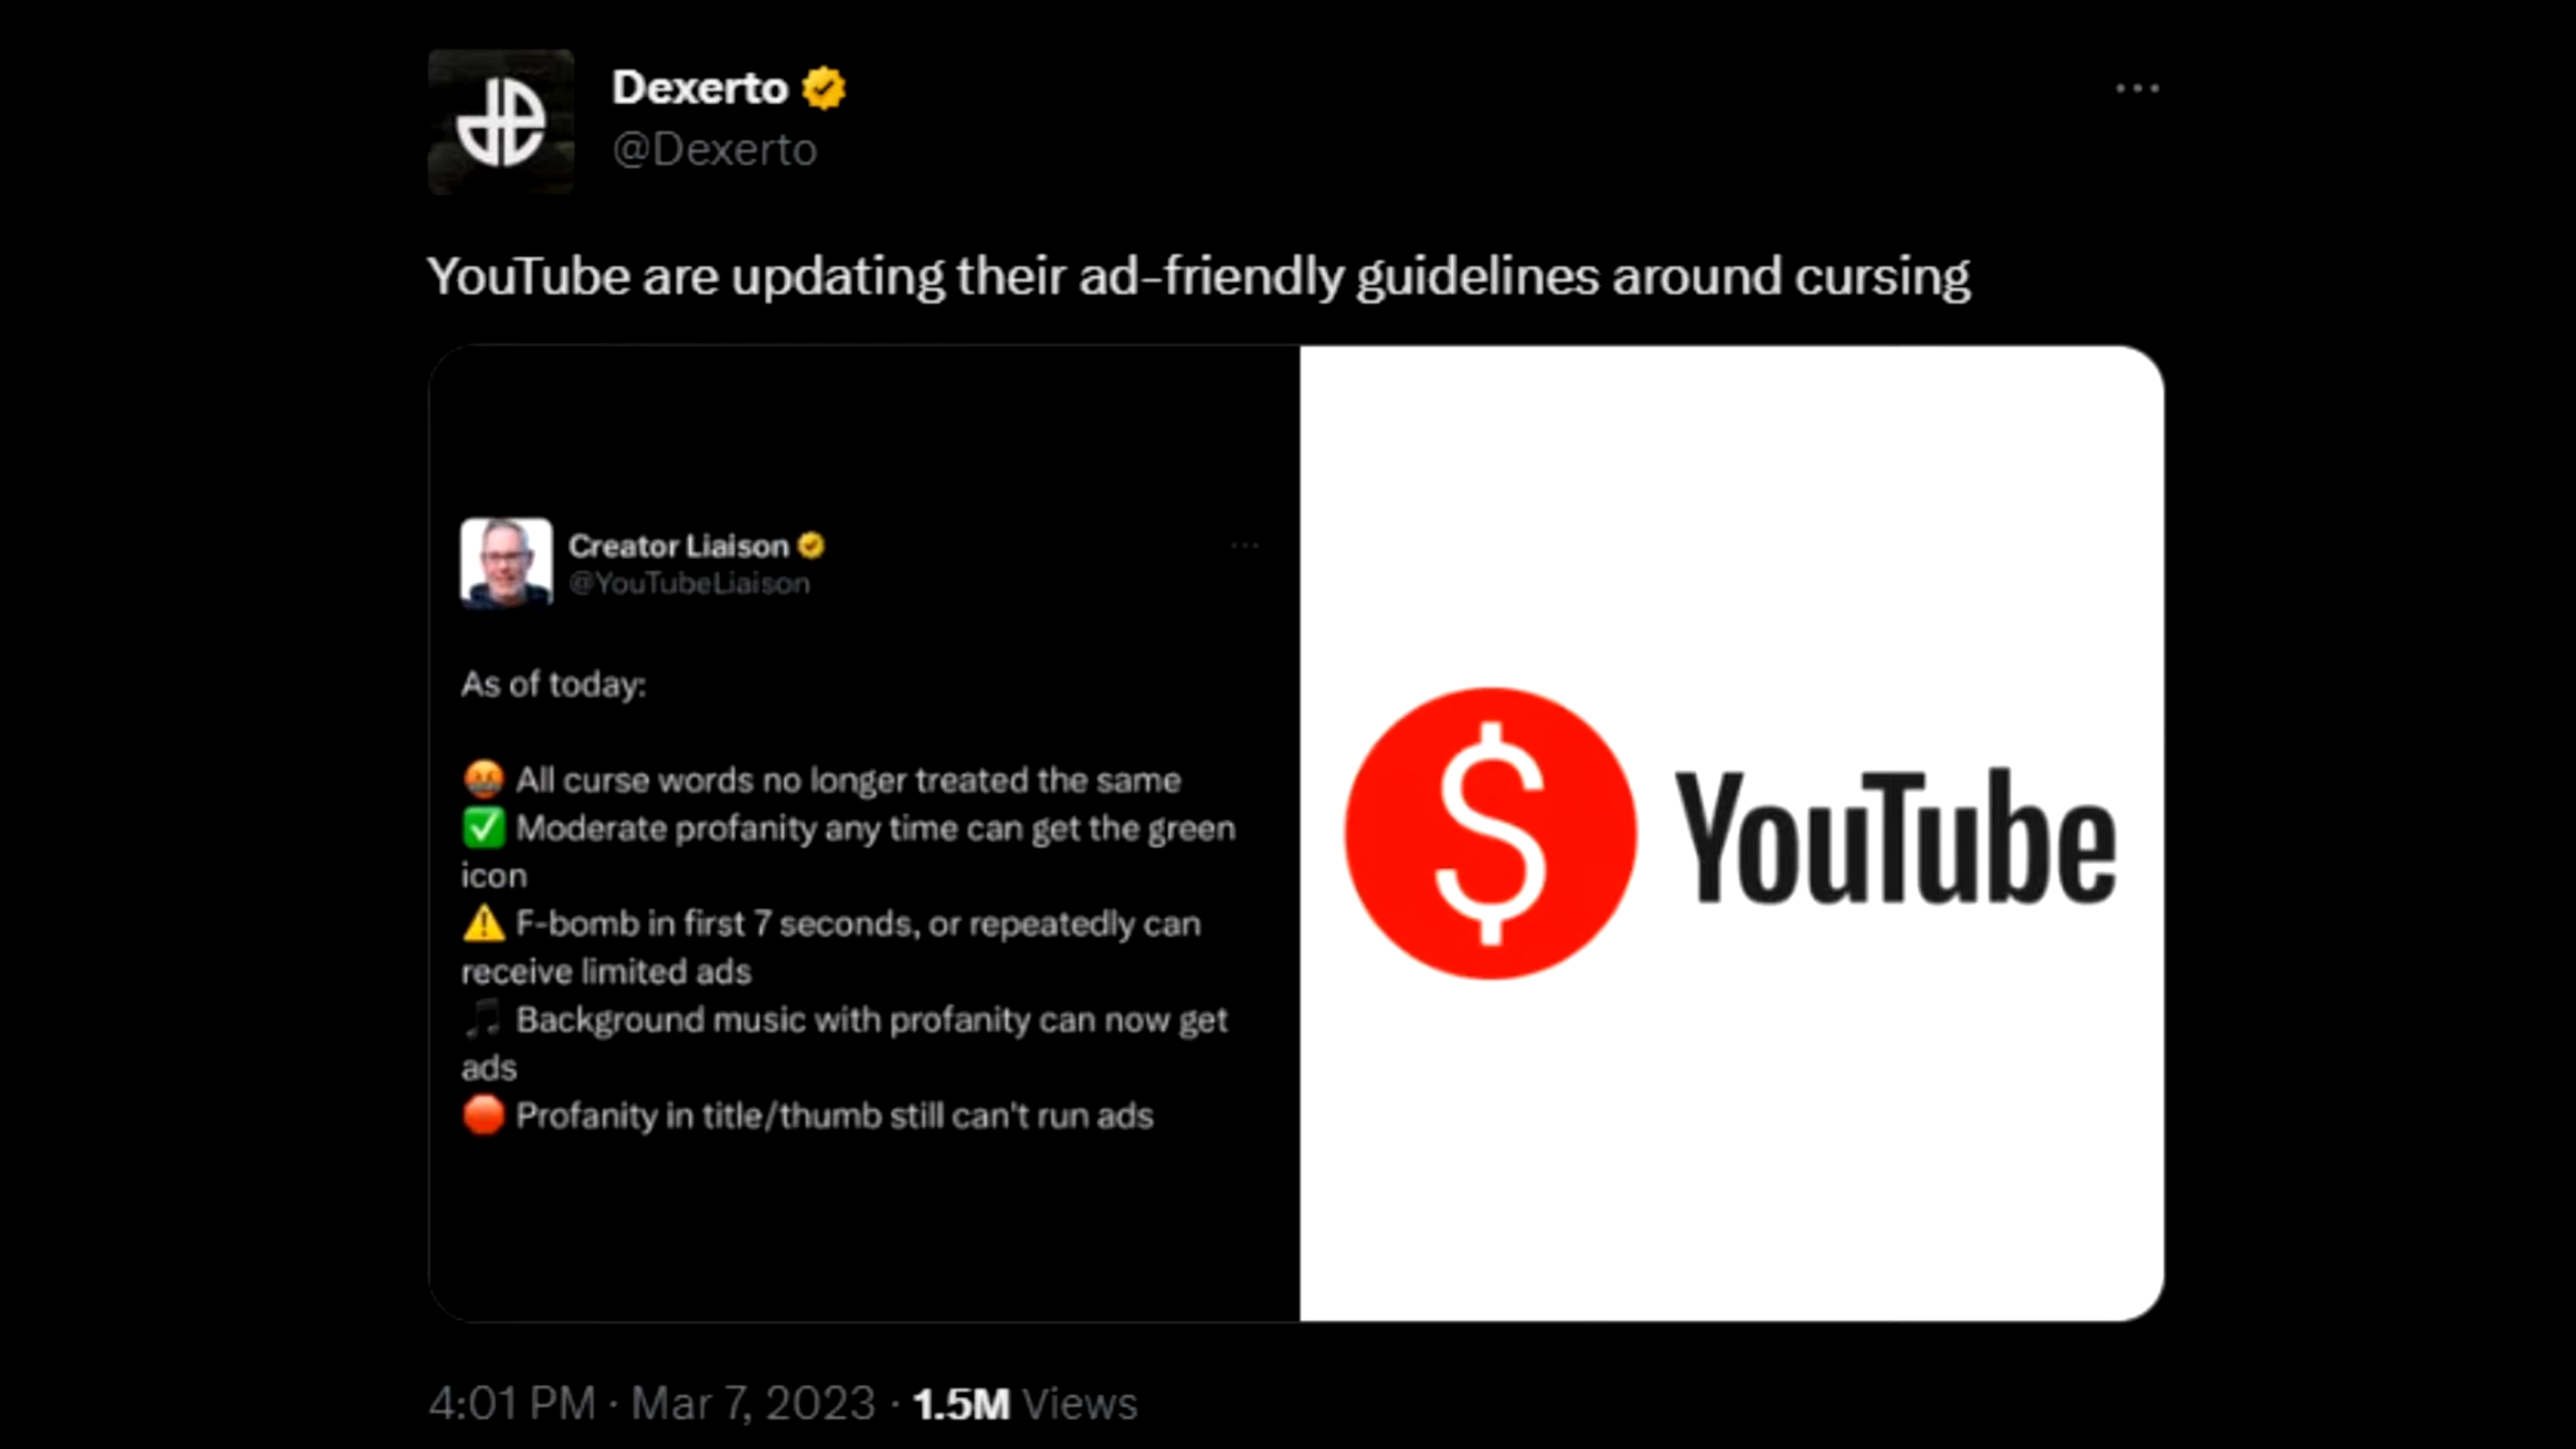 Dexerto
@Dexerto
YouTube are updating their ad-friendly guidelines around cursing
Creator Liaison
@YouTubeLiaison
As of today:
🤬 All curse words no longer treated the same
✅ Moderate profanity any time can get the green
icon
⚠️ F-bomb in first 7 seconds, or repeatedly can
receive limited ads
🎵 Background music with profanity can now get
ads
🛑 Profanity in title/thumb still can't run ads
$ YouTube
4:01 PM · Mar 7, 2023 · 1.5M Views